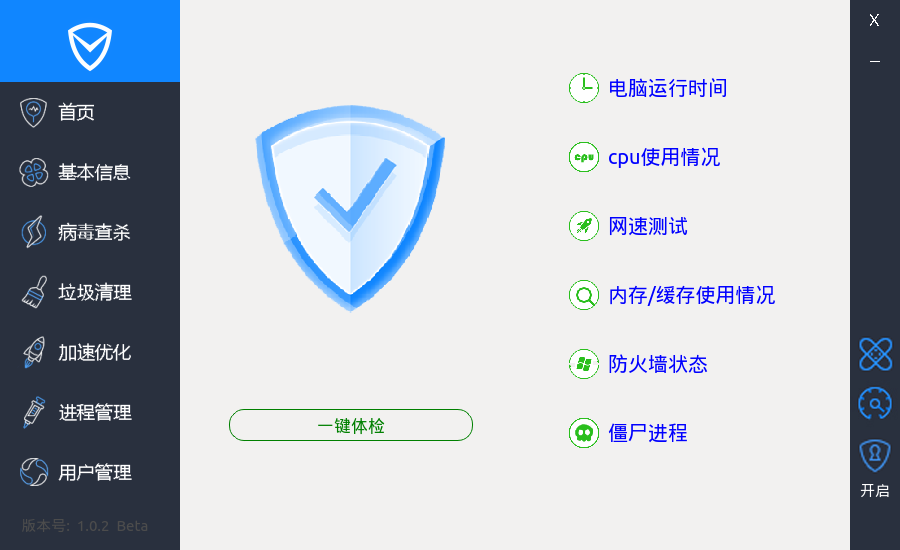 X
首页
基本信息
病毒查杀
垃圾清理
加速优化
进程管理
用户管理
版本号: 1.0.2 Beta
一键体检
电脑运行时间
cpu
cpu使用情况
网速测试
内存/缓存使用情况
防火墙状态
僵尸进程
开启